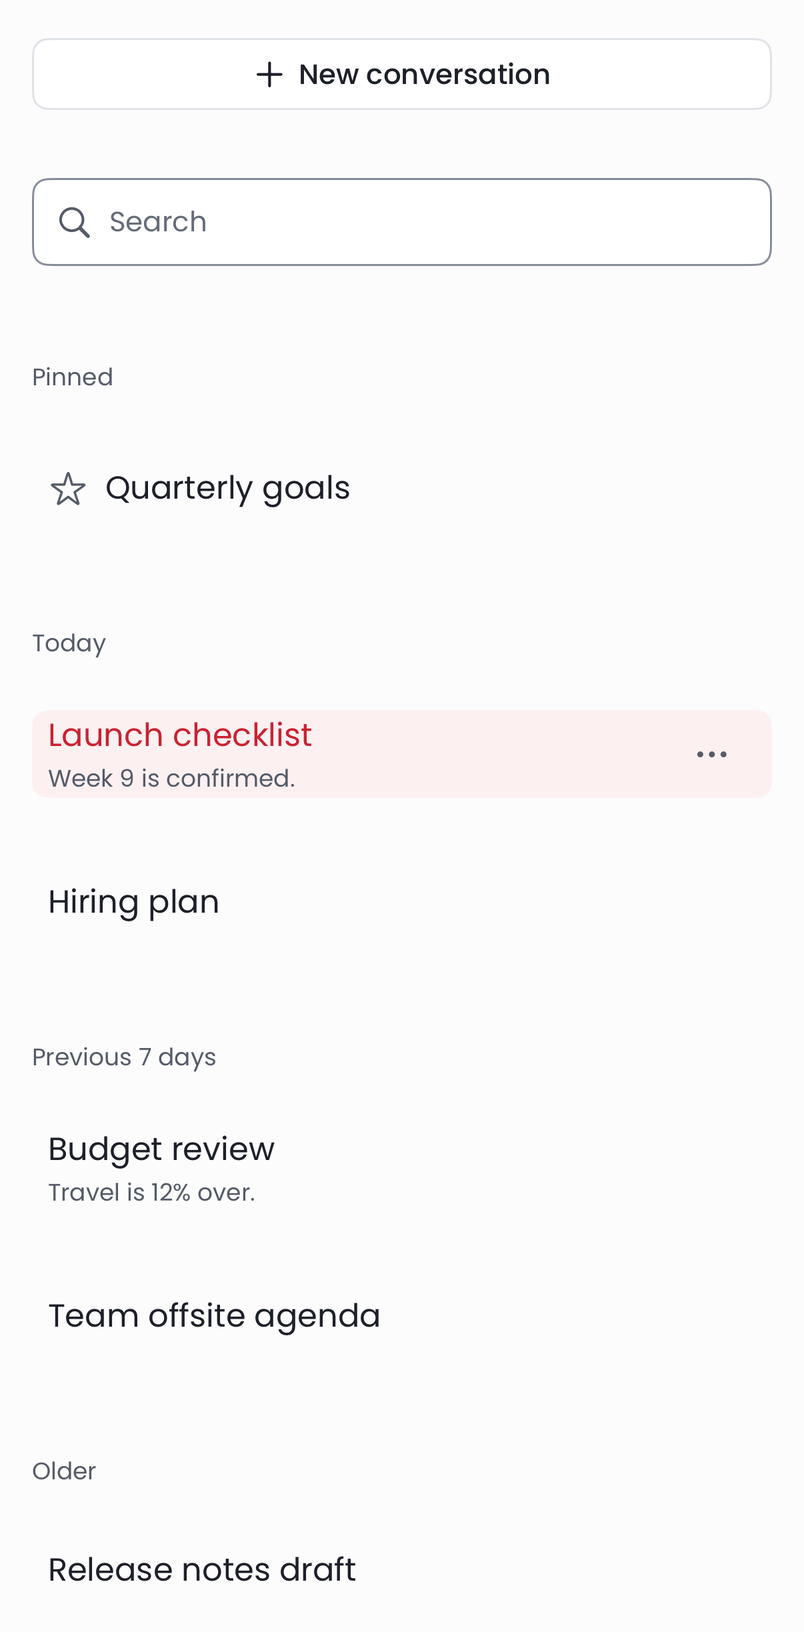 New conversation
Search
Pinned
Quarterly goals
Today
Launch checklist
Week 9 is confirmed.
Hiring plan
Previous 7 days
Budget review
Travel is 12% over.
Team offsite agenda
Older
Release notes draft